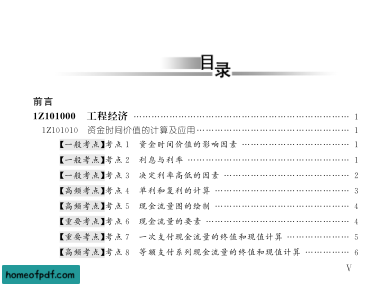 目录
前言
1Z101000 工程经济 …… 1
1Z101010 资金时间价值的计算及应用 …… 1
【一般考点】考点 1 资金时间价值的影响因素 …… 1
【一般考点】考点 2 利息与利率 …… 1
【一般考点】考点 3 决定利率高低的因素 …… 2
【高频考点】考点 4 单利和复利的计算 …… 3
【高频考点】考点 5 现金流量图的绘制 …… 4
【重要考点】考点 6 现金流量的要素 …… 4
【重要考点】考点 7 一次支付现金流量的终值和现值计算 …… 5
【高频考点】考点 8 等额支付系列现金流量的终值和现值计算 …… 6
V
homeofpdf.com